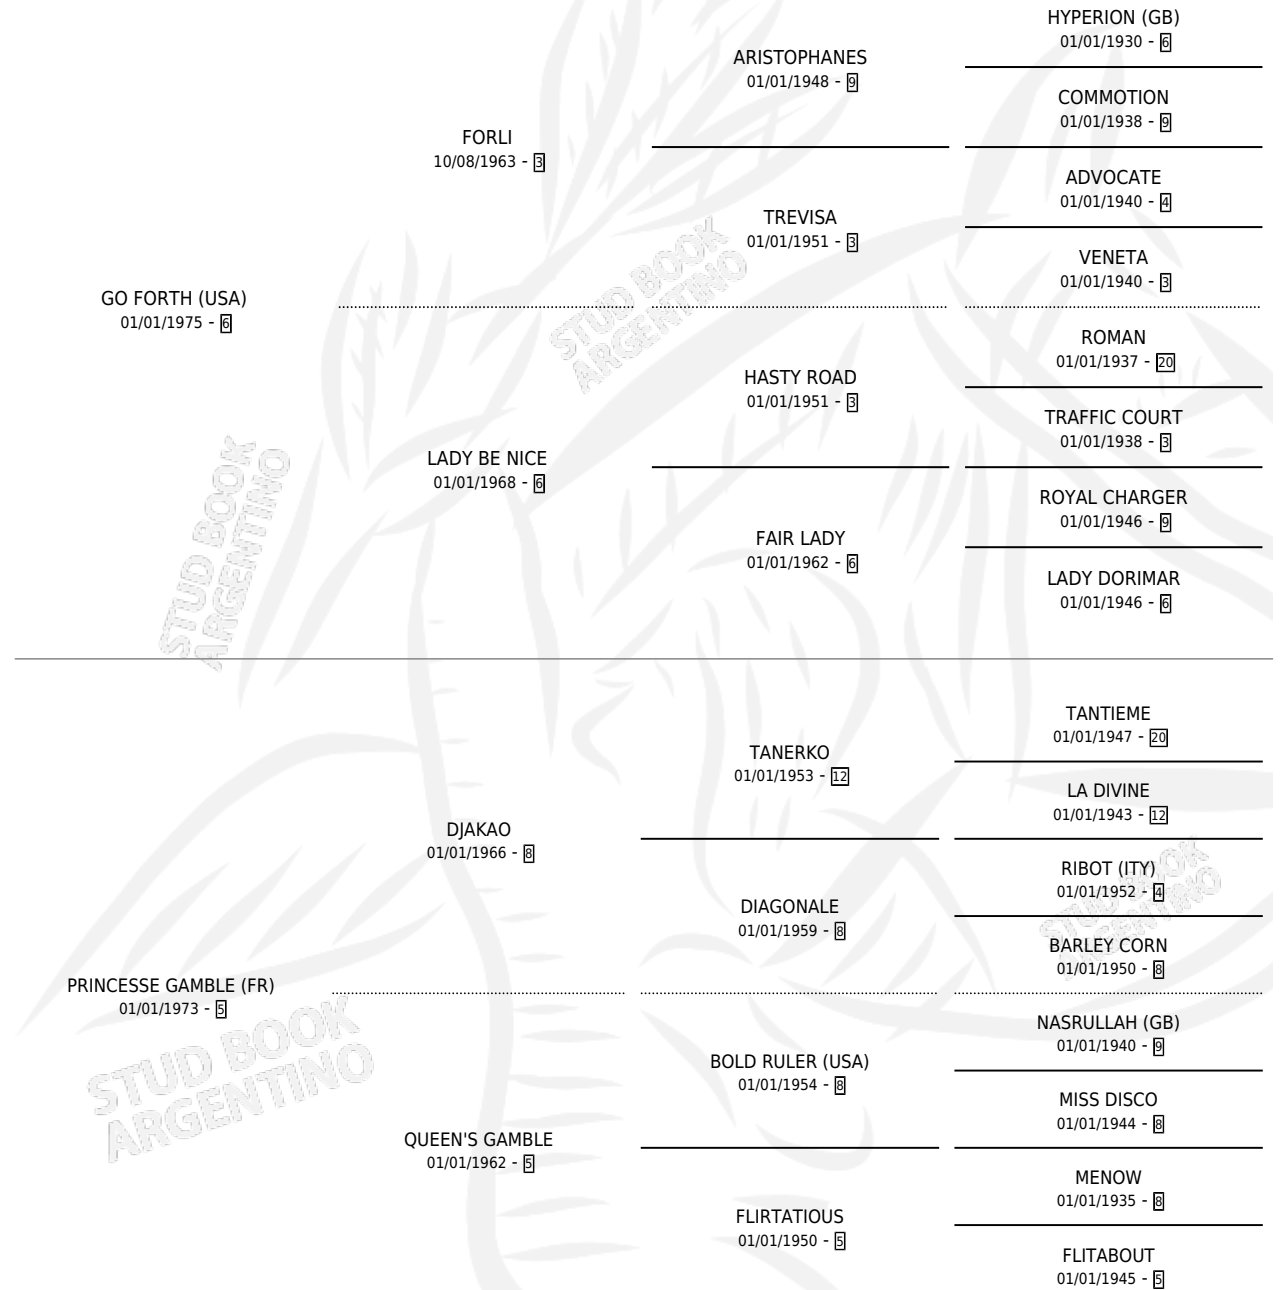 HYPERION (GB)
01/01/1930 - 6
ARISTOPHANES
01/01/1948 - 9
COMMOTION
01/01/1938 - 9
FORLI
10/08/1963 - 3
ADVOCATE
01/01/1940 - 4
TREVISA
01/01/1951 - 3
VENETA
01/01/1940 - 3
GO FORTH (USA)
01/01/1975 - 6
ROMAN
01/01/1937 - 20
HASTY ROAD
01/01/1951 - 3
TRAFFIC COURT
01/01/1938 - 3
LADY BE NICE
01/01/1968 - 6
ROYAL CHARGER
01/01/1946 - 9
FAIR LADY
01/01/1962 - 6
LADY DORIMAR
01/01/1946 - 6
TANTIEME
01/01/1947 - 20
TANERKO
01/01/1953 - 12
LA DIVINE
01/01/1943 - 12
DJAKAO
01/01/1966 - 8
RIBOT (ITY)
01/01/1952 - 4
DIAGONALE
01/01/1959 - 8
BARLEY CORN
01/01/1950 - 8
PRINCESSE GAMBLE (FR)
01/01/1973 - 5
NASRULLAH (GB)
01/01/1940 - 9
BOLD RULER (USA)
01/01/1954 - 8
MISS DISCO
01/01/1944 - 8
QUEEN'S GAMBLE
01/01/1962 - 5
MENOW
01/01/1935 - 8
FLIRTATIOUS
01/01/1950 - 5
FLITABOUT
01/01/1945 - 5
STUD BOOK
ARGENTINO
STUD BOOK
ARGENTINO
STUD BOOK
ARGENTINO
STUD BOOK
ARGENTINO